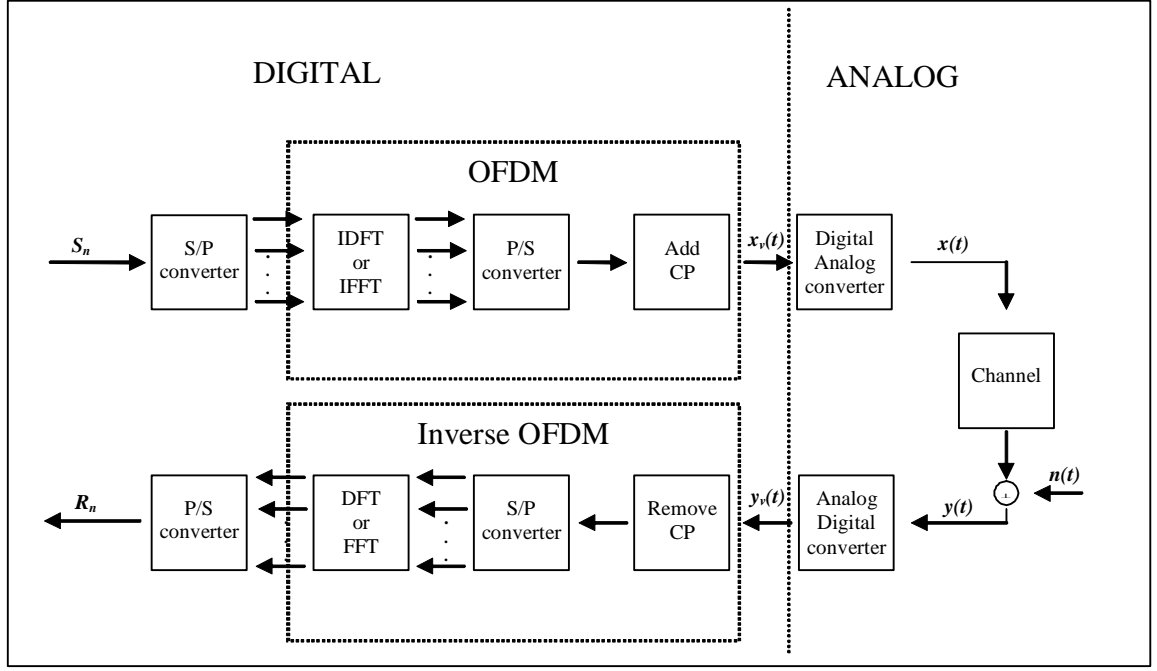 DIGITAL
ANALOG
OFDM
S_n
S/P
converter
IDFT
or
IFFT
P/S
converter
Add
CP
x_v(t)
Digital
Analog
converter
x(t)
Channel
n(t)
Inverse OFDM
R_n
P/S
converter
DFT
or
FFT
S/P
converter
Remove
CP
y_v(t)
Analog
Digital
converter
y(t)